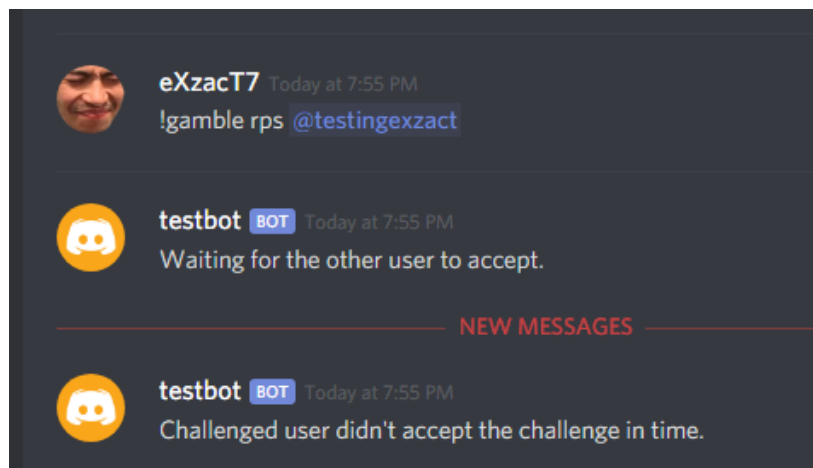 eXzacT7 Today at 7:55 PM
!gamble rps @testingexzact
testbot BOT Today at 7:55 PM
Waiting for the other user to accept.
NEW MESSAGES
testbot BOT Today at 7:55 PM
Challenged user didn't accept the challenge in time.